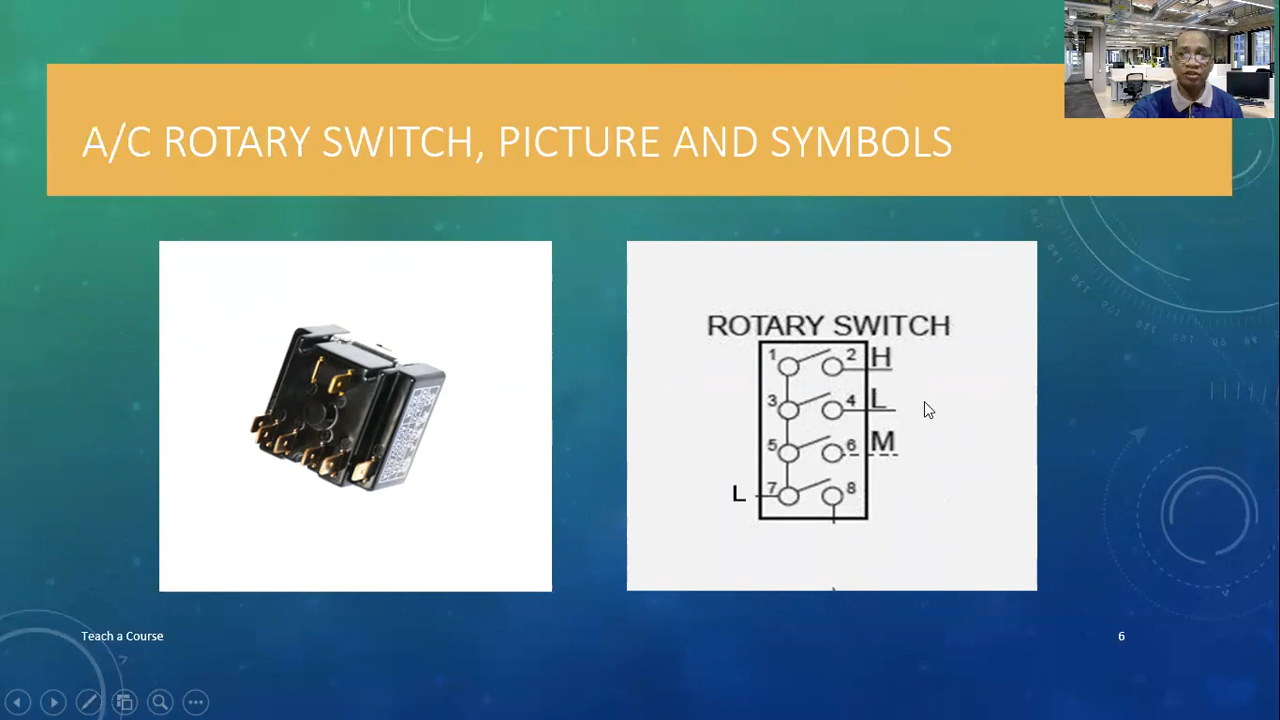 A/C ROTARY SWITCH, PICTURE AND SYMBOLS
ROTARY SWITCH
1 2 H
3 4 L
5 6 M
L 7 8
Teach a Course
6